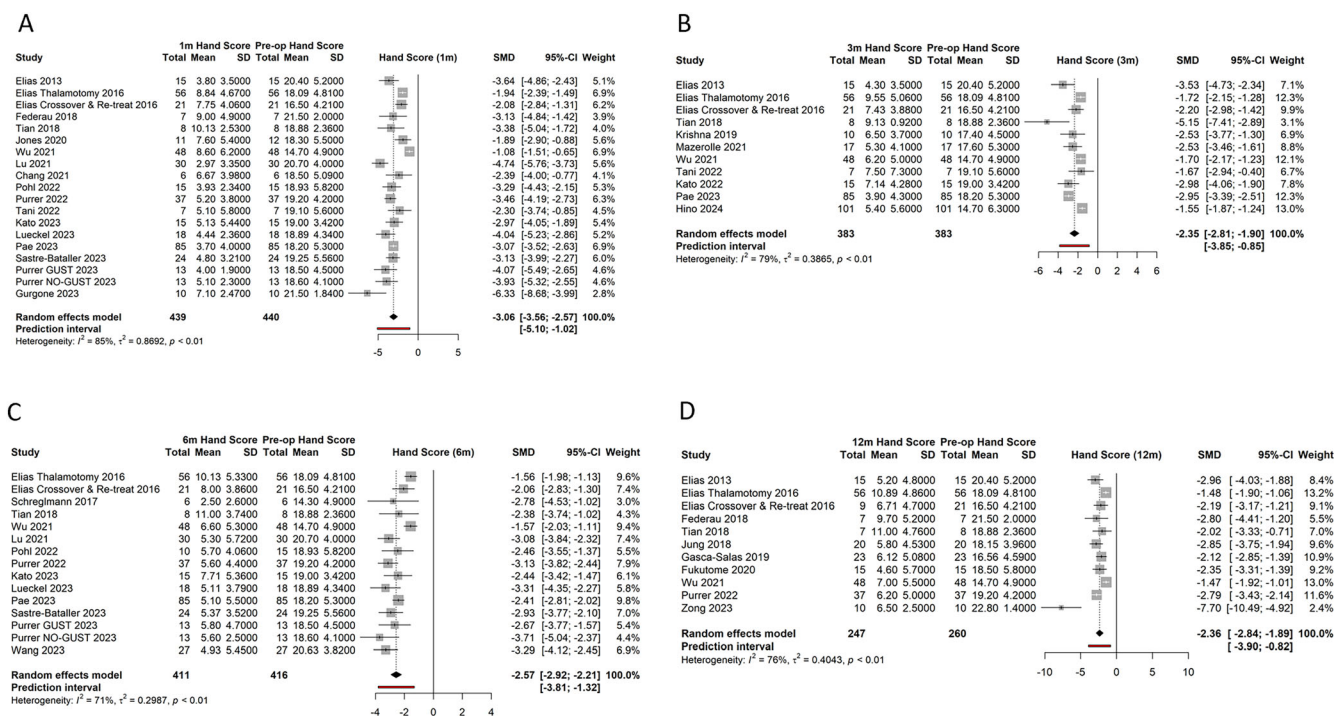 A
1m Hand Score Pre-op Hand Score
Study Total Mean SD Total Mean SD Hand Score (1m) SMD 95%-CI Weight
Elias 2013 15 3.80 3.5000 15 20.40 5.2000 -3.64 [-4.86; -2.43] 5.1%
Elias Thalamotomy 2016 56 8.84 4.6700 56 18.09 4.8100 -1.94 [-2.39; -1.49] 6.2%
Elias Crossover & Re-treat 2016 21 7.75 4.0600 21 16.50 4.2100 -2.08 [-2.84; -1.31] 5.9%
Federau 2018 7 9.00 4.9000 7 21.50 2.0000 -3.13 [-4.84; -1.42] 4.2%
Tian 2018 8 10.13 2.5300 8 18.88 2.3600 -3.38 [-5.04; -1.72] 4.2%
Jones 2020 11 7.60 5.4000 12 18.30 5.5000 -1.89 [-2.90; -0.88] 5.5%
Wu 2021 48 8.60 6.2000 48 14.70 4.9000 -1.08 [-1.51; -0.65] 6.2%
Lu 2021 30 2.97 3.3500 30 20.70 4.0000 -4.74 [-5.76; -3.73] 5.5%
Chang 2021 6 6.67 3.9800 6 18.50 5.0900 -2.39 [-4.00; -0.77] 4.3%
Pohl 2022 15 3.93 2.3400 15 18.93 5.8200 -3.29 [-4.43; -2.15] 5.2%
Purrer 2022 37 5.20 3.8000 37 19.20 4.2000 -3.46 [-4.19; -2.73] 5.9%
Tani 2022 7 5.10 5.8000 7 19.10 5.6000 -2.30 [-3.74; -0.85] 4.6%
Kato 2023 15 5.13 5.4400 15 19.00 3.4200 -2.97 [-4.05; -1.89] 5.3%
Lueckel 2023 18 4.44 2.3600 18 18.89 4.3400 -4.04 [-5.23; -2.86] 5.2%
Pae 2023 85 3.70 4.0000 85 18.20 5.3000 -3.07 [-3.52; -2.63] 6.2%
Sastre-Bataller 2023 24 4.80 3.2100 24 19.25 5.5600 -3.13 [-3.99; -2.27] 5.7%
Purrer GUST 2023 13 4.00 1.9000 13 18.50 4.5000 -4.07 [-5.49; -2.65] 4.7%
Purrer NO-GUST 2023 13 5.10 2.3000 13 18.60 4.1000 -3.93 [-5.32; -2.55] 4.7%
Gurgone 2023 10 7.10 2.4700 10 21.50 1.8400 -6.33 [-8.68; -3.99] 2.8%
Random effects model 439 440 -3.06 [-3.56; -2.57] 100.0%
Prediction interval [-5.10; -1.02]
Heterogeneity: I² = 85%, τ² = 0.8692, p < 0.01
-5 0 5
B
3m Hand Score Pre-op Hand Score
Study Total Mean SD Total Mean SD Hand Score (3m) SMD 95%-CI Weight
Elias 2013 15 4.30 3.5000 15 20.40 5.2000 -3.53 [-4.73; -2.34] 7.1%
Elias Thalamotomy 2016 56 9.55 5.0600 56 18.09 4.8100 -1.72 [-2.15; -1.28] 12.3%
Elias Crossover & Re-treat 2016 21 7.43 3.8800 21 16.50 4.2100 -2.20 [-2.98; -1.42] 9.9%
Tian 2018 8 9.13 0.9200 8 18.88 2.3600 -5.15 [-7.41; -2.89] 3.1%
Krishna 2019 10 6.50 3.7000 10 17.40 4.5000 -2.53 [-3.77; -1.30] 6.9%
Mazerolle 2021 17 5.30 4.1000 17 17.60 5.3000 -2.53 [-3.46; -1.61] 8.8%
Wu 2021 48 6.20 5.0000 48 14.70 4.9000 -1.70 [-2.17; -1.23] 12.1%
Tani 2022 7 7.50 7.3000 7 19.10 5.6000 -1.67 [-2.94; -0.40] 6.7%
Kato 2022 15 7.14 4.2800 15 19.00 3.4200 -2.98 [-4.06; -1.90] 7.8%
Pae 2023 85 3.90 4.3000 85 18.20 5.3000 -2.95 [-3.39; -2.51] 12.2%
Hino 2024 101 5.40 5.6000 101 14.70 6.3000 -1.55 [-1.87; -1.24] 13.0%
Random effects model 383 383 -2.35 [-2.81; -1.90] 100.0%
Prediction interval [-3.85; -0.85]
Heterogeneity: I² = 79%, τ² = 0.3865, p < 0.01
-6 -4 -2 0 2 4 6
C
6m Hand Score Pre-op Hand Score
Study Total Mean SD Total Mean SD Hand Score (6m) SMD 95%-CI Weight
Elias Thalamotomy 2016 56 10.13 5.3300 56 18.09 4.8100 -1.56 [-1.98; -1.13] 9.6%
Elias Crossover & Re-treat 2016 21 8.00 3.8600 21 16.50 4.2100 -2.06 [-2.83; -1.30] 7.4%
Schreglmann 2017 6 2.50 2.6000 6 14.30 4.9000 -2.78 [-4.53; -1.02] 3.0%
Tian 2018 8 11.00 3.7400 8 18.88 2.3600 -2.38 [-3.74; -1.02] 4.2%
Wu 2021 48 6.60 5.3000 48 14.70 4.9000 -1.57 [-2.03; -1.11] 9.4%
Lu 2021 30 5.30 5.7200 30 20.70 4.0000 -3.08 [-3.84; -2.32] 7.4%
Pohl 2022 10 5.70 4.0600 15 18.93 5.8200 -2.46 [-3.55; -1.37] 5.4%
Purrer 2022 37 5.60 4.4000 37 19.20 4.2000 -3.13 [-3.82; -2.44] 7.9%
Kato 2023 15 7.71 5.3600 15 19.00 3.4200 -2.44 [-3.42; -1.47] 6.1%
Lueckel 2023 18 5.11 3.7900 18 18.89 4.3400 -3.31 [-4.35; -2.27] 5.7%
Pae 2023 85 5.10 5.5000 85 18.20 5.3000 -2.41 [-2.81; -2.02] 9.8%
Sastre-Bataller 2023 24 5.37 3.5200 24 19.25 5.5600 -2.93 [-3.77; -2.10] 6.9%
Purrer GUST 2023 13 5.80 4.7000 13 18.50 4.5000 -2.67 [-3.77; -1.57] 5.4%
Purrer NO-GUST 2023 13 5.60 2.5000 13 18.60 4.1000 -3.71 [-5.04; -2.37] 4.2%
Wang 2023 27 4.93 5.4500 27 20.63 3.8200 -3.29 [-4.12; -2.45] 6.9%
Random effects model 411 416 -2.57 [-2.92; -2.21] 100.0%
Prediction interval [-3.81; -1.32]
Heterogeneity: I² = 71%, τ² = 0.2987, p < 0.01
-4 -2 0 2 4
D
12m Hand Score Pre-op Hand Score
Study Total Mean SD Total Mean SD Hand Score (12m) SMD 95%-CI Weight
Elias 2013 15 5.20 4.8000 15 20.40 5.2000 -2.96 [-4.03; -1.88] 8.4%
Elias Thalamotomy 2016 56 10.89 4.8600 56 18.09 4.8100 -1.48 [-1.90; -1.06] 12.7%
Elias Crossover & Re-treat 2016 9 6.71 4.7000 21 16.50 4.2100 -2.19 [-3.17; -1.21] 9.1%
Federau 2018 7 9.70 5.2000 7 21.50 2.0000 -2.80 [-4.41; -1.20] 5.4%
Tian 2018 7 11.00 4.7600 8 18.88 2.3600 -2.02 [-3.33; -0.71] 7.0%
Jung 2018 20 5.80 4.5300 20 18.15 3.9600 -2.85 [-3.75; -1.94] 9.6%
Gasca-Salas 2019 23 6.12 5.0800 23 16.56 4.5900 -2.12 [-2.85; -1.39] 10.7%
Fukutome 2020 15 4.60 5.7000 15 18.50 5.8000 -2.35 [-3.31; -1.39] 9.2%
Wu 2021 48 7.00 5.5000 48 14.70 4.9000 -1.47 [-1.92; -1.01] 12.5%
Purrer 2022 37 6.20 5.0000 37 19.20 4.2000 -2.79 [-3.43; -2.14] 11.6%
Zong 2023 10 6.50 2.5000 10 22.80 1.4000 -7.70 [-10.49; -4.92] 2.4%
Random effects model 247 260 -2.36 [-2.84; -1.89] 100.0%
Prediction interval [-3.90; -0.82]
Heterogeneity: I² = 76%, τ² = 0.4043, p < 0.01
-10 -5 0 5 10